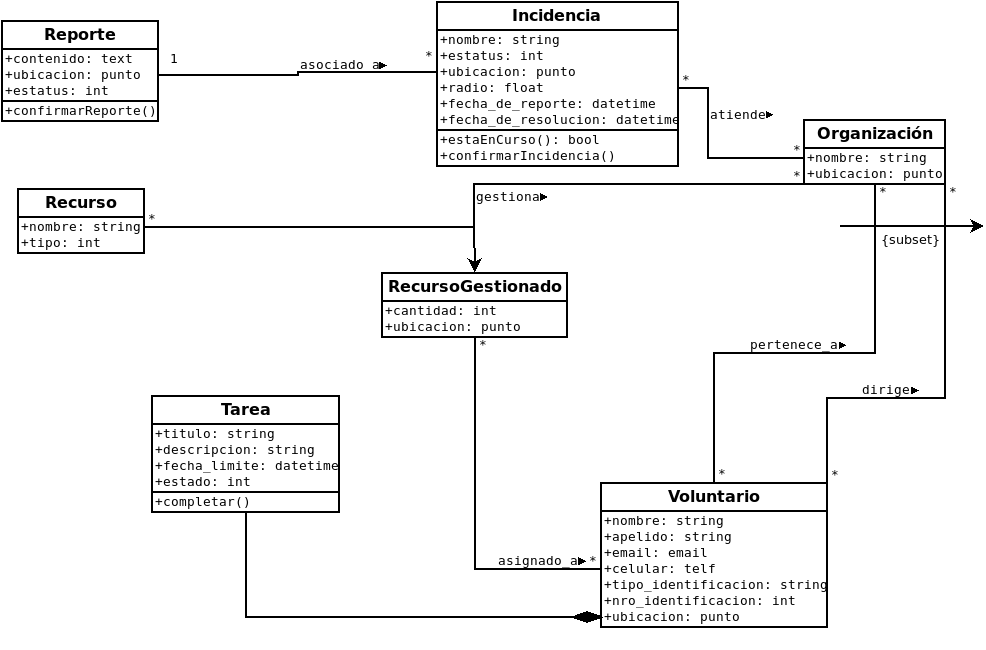 Reporte
+contenido: text
+ubicacion: punto
+estatus: int
+confirmarReporte()
1
asociado a
*
Incidencia
+nombre: string
+estatus: int
+ubicacion: punto
+radio: float
+fecha_de_reporte: datetime
+fecha_de_resolucion: datetime
+estaEnCurso(): bool
+confirmarIncidencia()
*
atiende
*
Organización
+nombre: string
+ubicacion: punto
*
*
*
gestiona
{subset}
Recurso
+nombre: string
+tipo: int
*
RecursoGestionado
+cantidad: int
+ubicacion: punto
*
pertenece_a
dirige
Tarea
+titulo: string
+descripcion: string
+fecha_limite: datetime
+estado: int
+completar()
*
*
asignado_a
*
Voluntario
+nombre: string
+apelido: string
+email: email
+celular: telf
+tipo_identificacion: string
+nro_identificacion: int
+ubicacion: punto